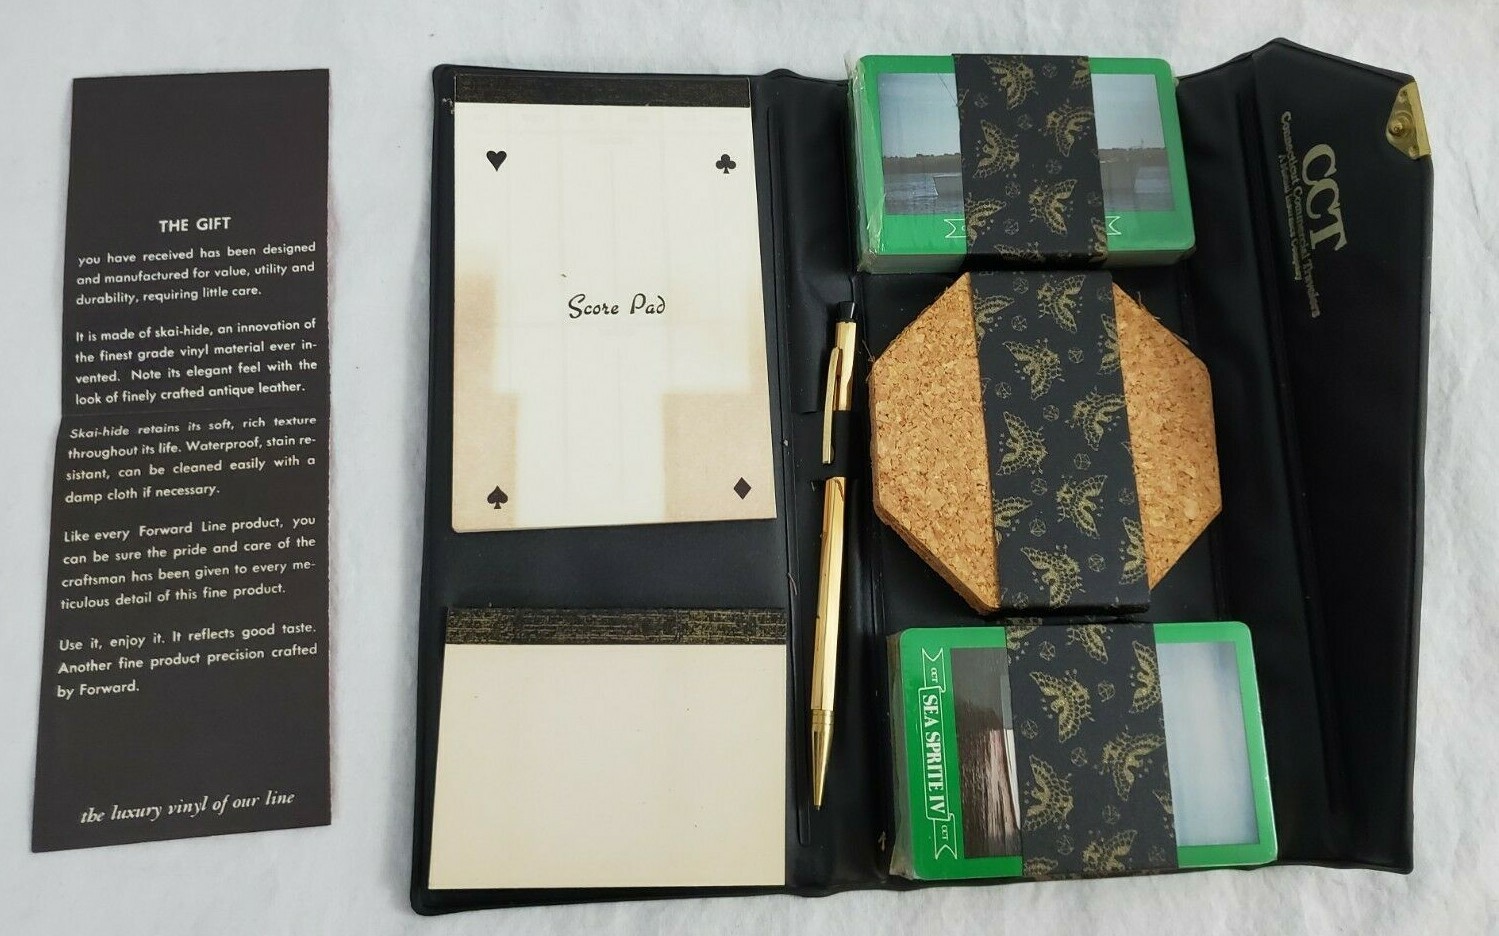 THE GIFT
you have received has been designed
and manufactured for value, utility and
durability, requiring little care.
It is made of skai-hide, an innovation of
the finest grade vinyl material ever in-
vented. Note its elegant feel with the
look of finely crafted antique leather.
Skai-hide retains its soft, rich texture
throughout its life. Waterproof, stain re-
sistant, can be cleaned easily with a
damp cloth if necessary.
Like every Forward Line product, you
can be sure the pride and care of the
craftsman has been given to every me-
ticulous detail of this fine product.
Use it, enjoy it. It reflects good taste.
Another fine product precision crafted
by Forward.
the luxury vinyl of our line
Score Pad
CCT
SEA SPRITE IV
CCT
CCT
Connecticut Commercial Travelers